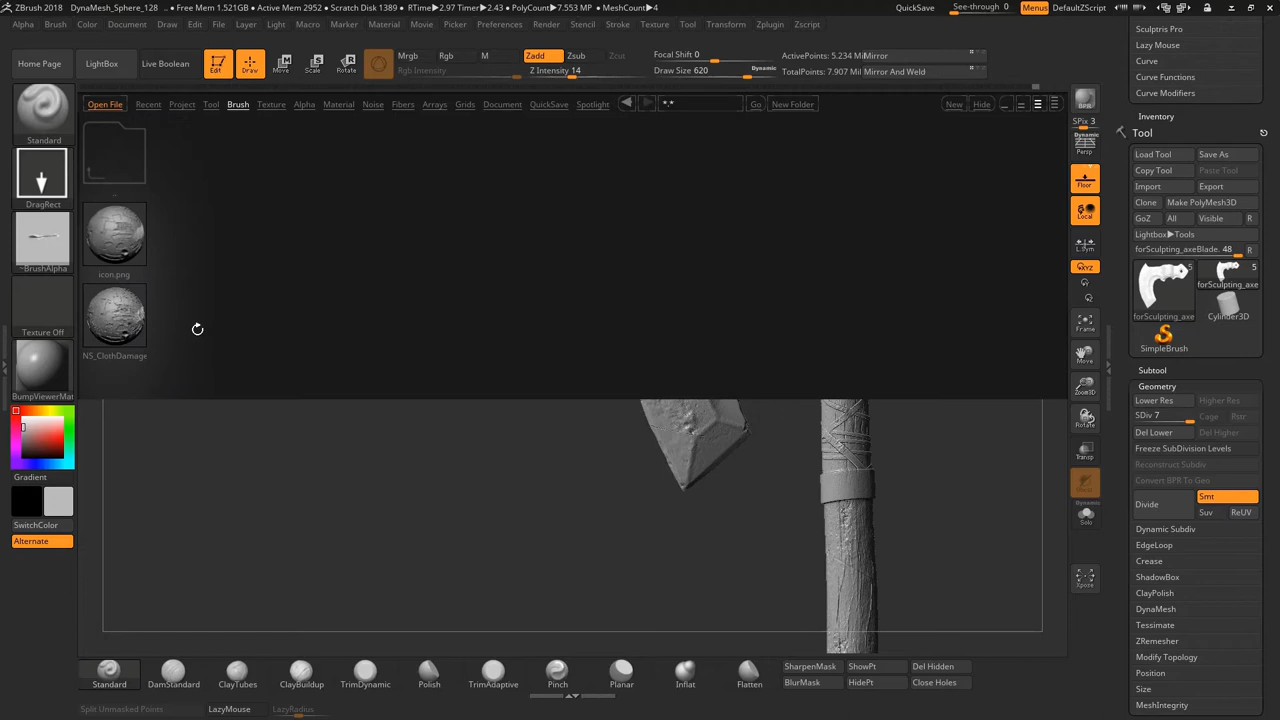 ZBrush 2018 DynaMesh_Sphere_128 • Free Mem 1.521GB • Active Mem 2952 • Scratch Disk 1389 • RTime▶2.97 Timer▶2.43 • PolyCount▶7.553 MP • MeshCount▶4 QuickSave See-through 0 Menus DefaultZScript
Alpha Brush Color Document Draw Edit File Layer Light Macro Marker Material Movie Picker Preferences Render Stencil Stroke Texture Tool Transform Zplugin Zscript
Home Page LightBox Live Boolean Edit Draw Move Scale Rotate
Mrgb Rgb M Zadd Zsub Zcut Focal Shift 0 ActivePoints: 5.234 Mil Mirror
Rgb Intensity Z Intensity 14 Draw Size 620 Dynamic TotalPoints: 7.907 Mil Mirror And Weld
Open File Recent Project Tool Brush Texture Alpha Material Noise Fibers Arrays Grids Document QuickSave Spotlight *.* Go New Folder New Hide
..
icon.png
NS_ClothDamage
Standard
DragRect
~BrushAlpha
Texture Off
BumpViewerMat
Gradient
SwitchColor
Alternate
BPR
SPix 3
Dynamic
Persp
Floor
Local
L.Sym
XYZ
Frame
Move
Zoom3D
Rotate
Transp
Dynamic
Solo
Xpose
Sculptris Pro
Lazy Mouse
Curve
Curve Functions
Curve Modifiers
Inventory
Tool
Load Tool Save As
Copy Tool Paste Tool
Import Export
Clone Make PolyMesh3D
GoZ All Visible R
Lightbox▶Tools
forSculpting_axeBlade. 48 R
5 5
forSculpting_axe
forSculpting_axe Cylinder3D
SimpleBrush
Subtool
Geometry
Lower Res Higher Res
SDiv 7 Cage Rstr
Del Lower Del Higher
Freeze SubDivision Levels
Reconstruct Subdiv
Convert BPR To Geo
Divide Smt
Suv ReUV
Dynamic Subdiv
EdgeLoop
Crease
ShadowBox
ClayPolish
DynaMesh
Tessimate
ZRemesher
Modify Topology
Position
Size
MeshIntegrity
Standard DamStandard ClayTubes ClayBuildup TrimDynamic Polish TrimAdaptive Pinch Planar Inflat Flatten
SharpenMask ShowPt Del Hidden
BlurMask HidePt Close Holes
Split Unmasked Points LazyMouse LazyRadius